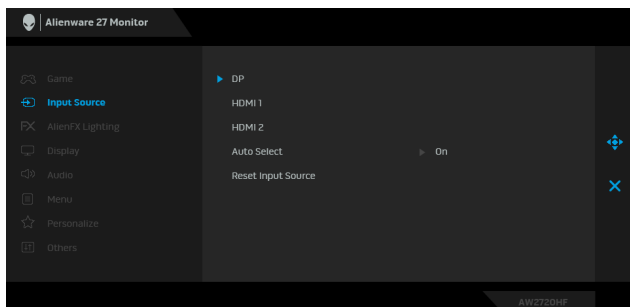 Alienware 27 Monitor
Game
DP
Input Source
HDMI 1
FX
AlienFX Lighting
HDMI 2
Display
Auto Select
On
Audio
Reset Input Source
Menu
Personalize
Others
AW2720HF